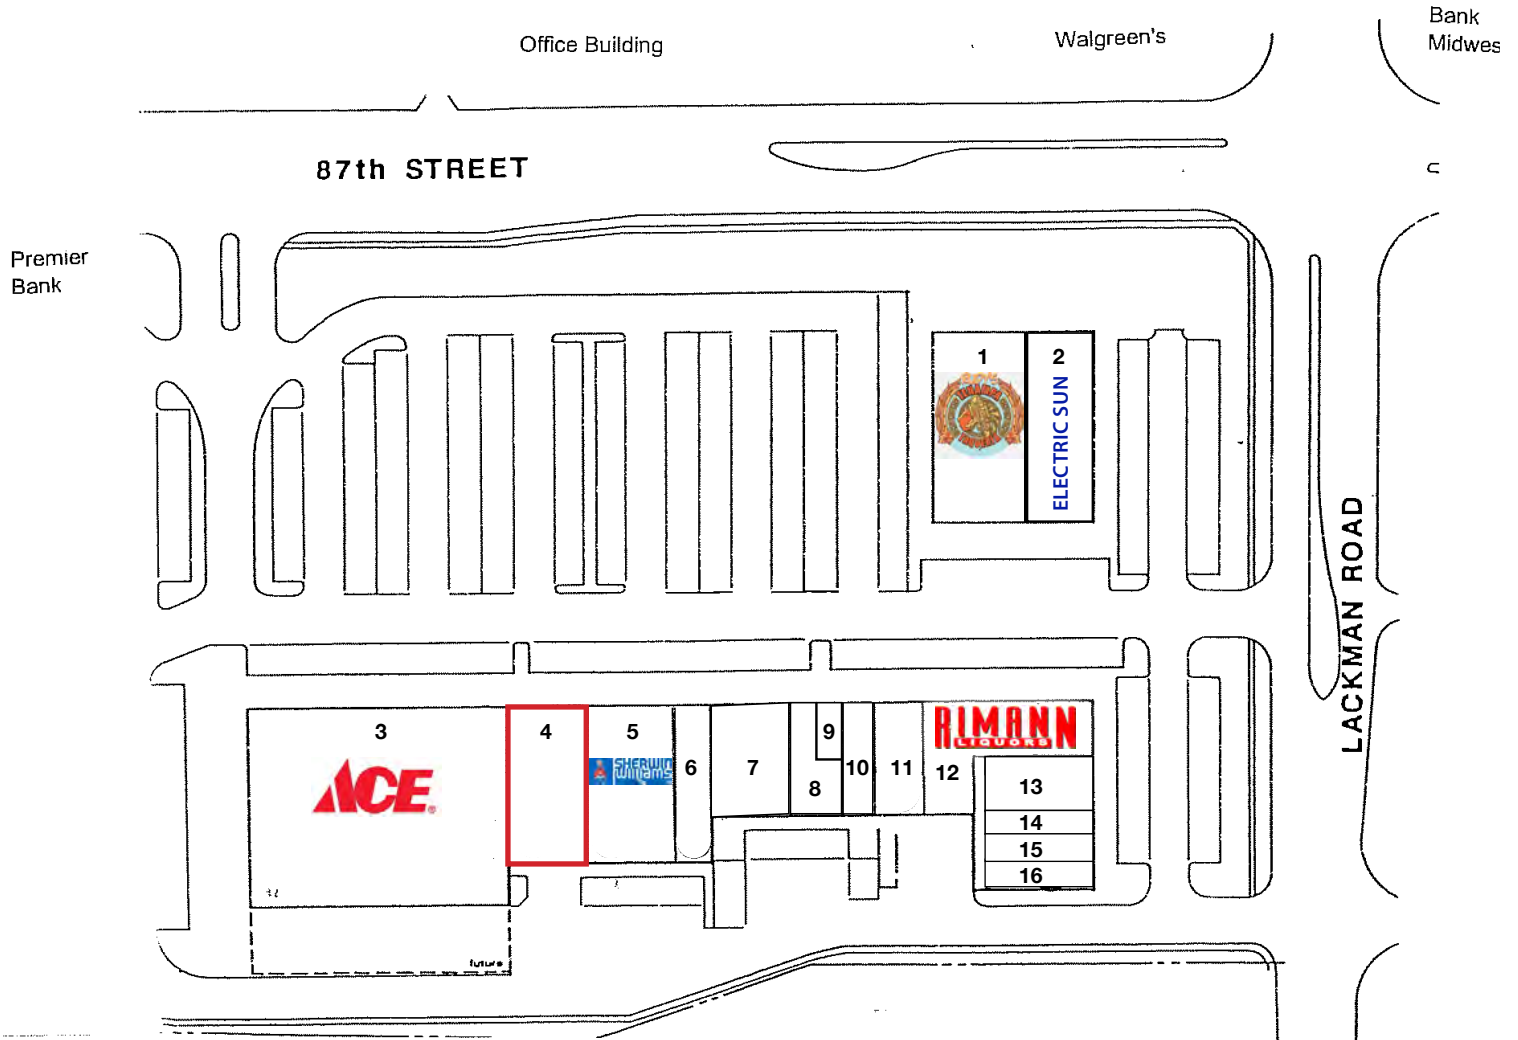 Office Building
Walgreen's
Bank
Midwes
87th STREET
Premier
Bank
1
2
ELECTRIC SUN
LACKMAN ROAD
3
ACE
4
5
SHERWIN
Williams
6
7
8
9
10
11
RIMANN
LIQUORS
12
13
14
15
16
future